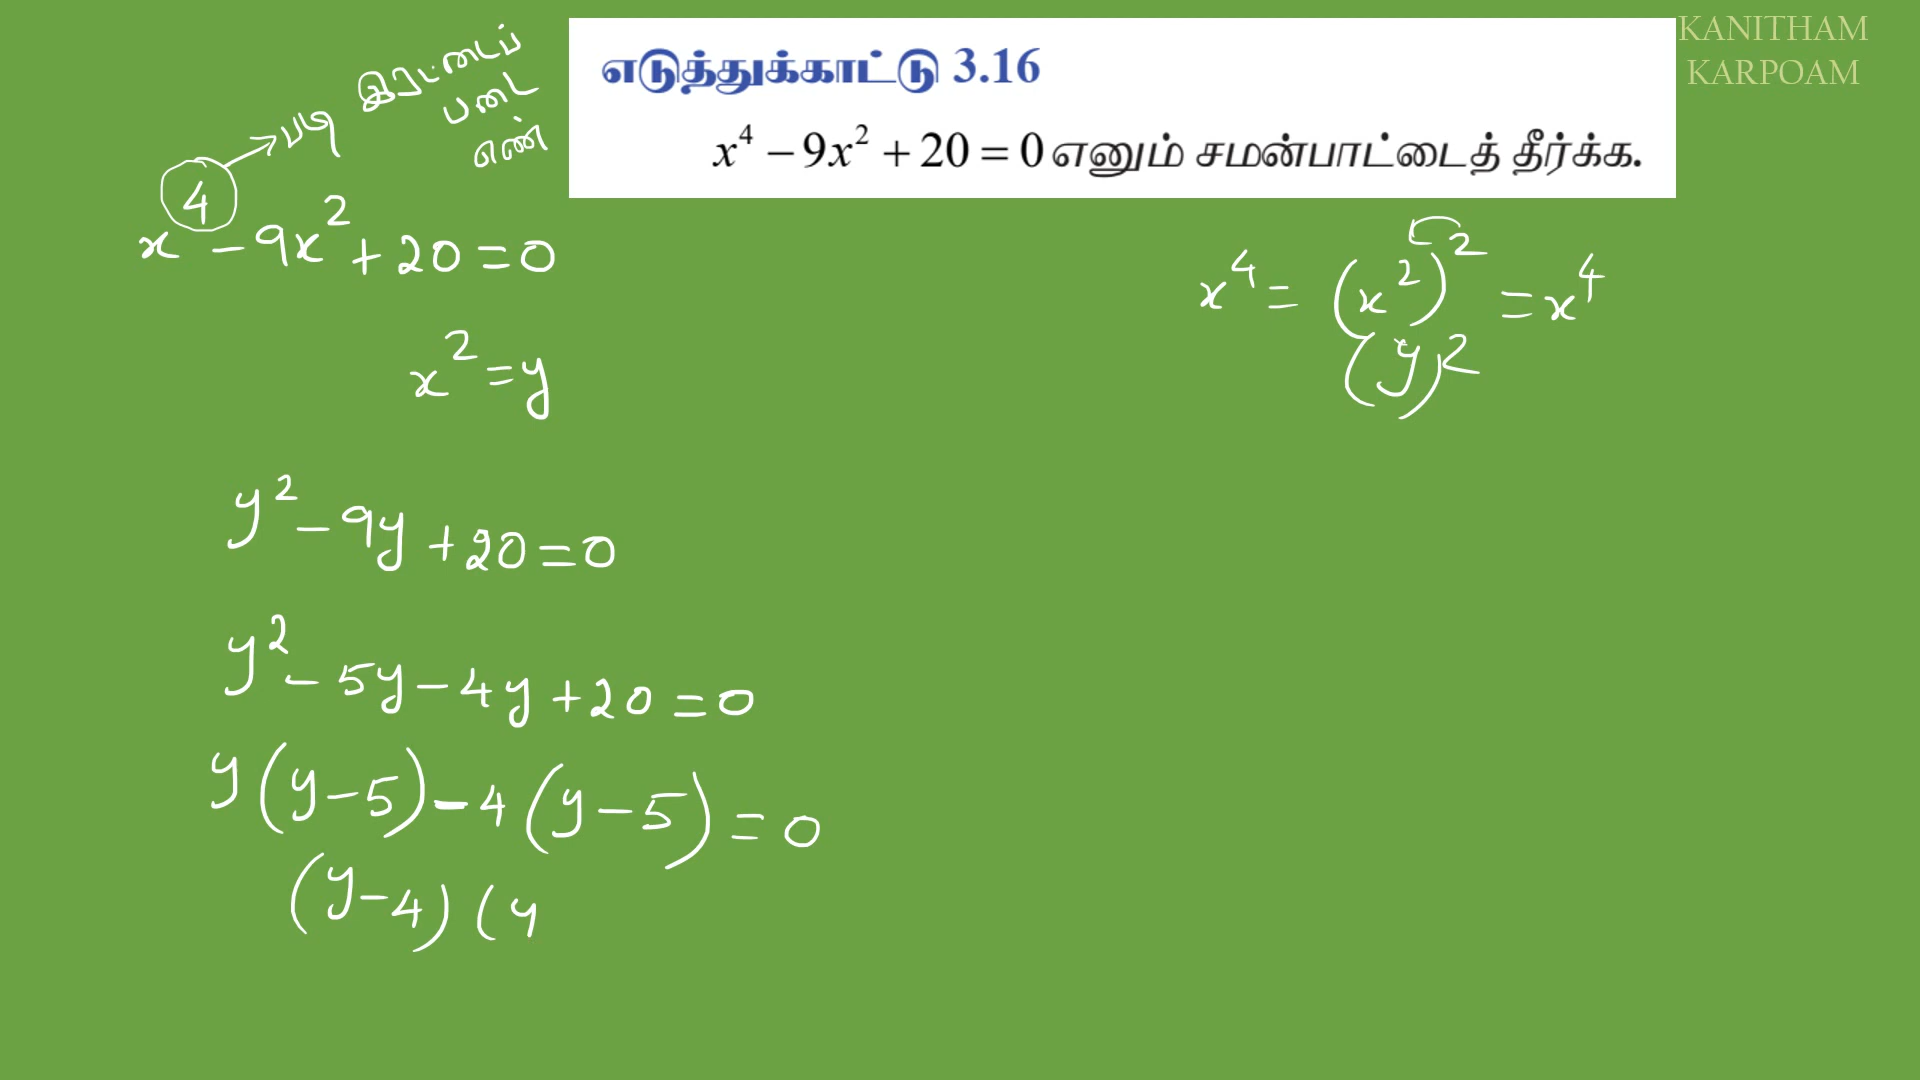 KANITHAM
KARPOAM
எடுத்துக்காட்டு 3.16
x⁴ − 9x² + 20 = 0 எனும் சமன்பாட்டைத் தீர்க்க.
படி இரட்டைப்
படை
எண்
x⁴ − 9x² + 20 = 0
x⁴ = (x²)² = x⁴
(y)²
x² = y
y² − 9y + 20 = 0
y² − 5y − 4y + 20 = 0
y(y − 5) − 4(y − 5) = 0
(y − 4)(y